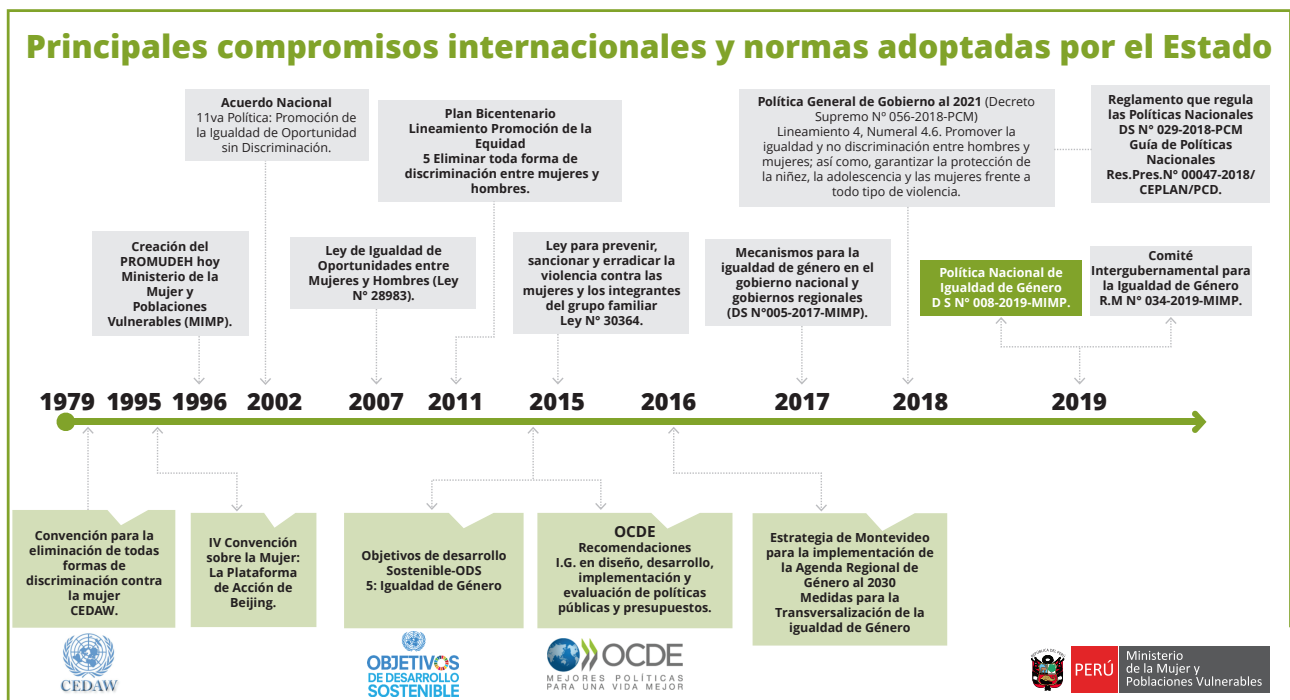 Principales compromisos internacionales y normas adoptadas por el Estado
Acuerdo Nacional
11va Política: Promoción de
la Igualdad de Oportunidad
sin Discriminación.
Plan Bicentenario
Lineamiento Promoción de la
Equidad
5 Eliminar toda forma de
discriminación entre mujeres y
hombres.
Política General de Gobierno al 2021 (Decreto
Supremo N° 056-2018-PCM)
Lineamiento 4, Numeral 4.6. Promover la
igualdad y no discriminación entre hombres y
mujeres; así como, garantizar la protección de
la niñez, la adolescencia y las mujeres frente a
todo tipo de violencia.
Reglamento que regula
las Políticas Nacionales
DS N° 029-2018-PCM
Guía de Políticas
Nacionales
Res.Pres.N° 00047-2018/
CEPLAN/PCD.
Creación del
PROMUDEH hoy
Ministerio de la
Mujer y
Poblaciones
Vulnerables (MIMP).
Ley de Igualdad de
Oportunidades entre
Mujeres y Hombres (Ley
N° 28983).
Ley para prevenir,
sancionar y erradicar la
violencia contra las
mujeres y los integrantes
del grupo familiar
Ley N° 30364.
Mecanismos para la
igualdad de género en el
gobierno nacional y
gobiernos regionales
(DS N°005-2017-MIMP).
Política Nacional de
Igualdad de Género
D S N° 008-2019-MIMP.
Comité
Intergubernamental para
la Igualdad de Género
R.M N° 034-2019-MIMP.
1979 1995 1996 2002 2007 2011 2015 2016 2017 2018 2019
Convención para la
eliminación de todas
formas de
discriminación contra
la mujer
CEDAW.
IV Convención
sobre la Mujer:
La Plataforma
de Acción de
Beijing.
Objetivos de desarrollo
Sostenible-ODS
5: Igualdad de Género
OCDE
Recomendaciones
I.G. en diseño, desarrollo,
implementación y
evaluación de políticas
públicas y presupuestos.
Estrategia de Montevideo
para la implementación de
la Agenda Regional de
Género al 2030
Medidas para la
Transversalización de la
igualdad de Género
CEDAW
OBJETIVOS
DE DESARROLLO
SOSTENIBLE
OCDE
MEJORES POLÍTICAS
PARA UNA VIDA MEJOR
PERÚ
Ministerio
de la Mujer y
Poblaciones Vulnerables